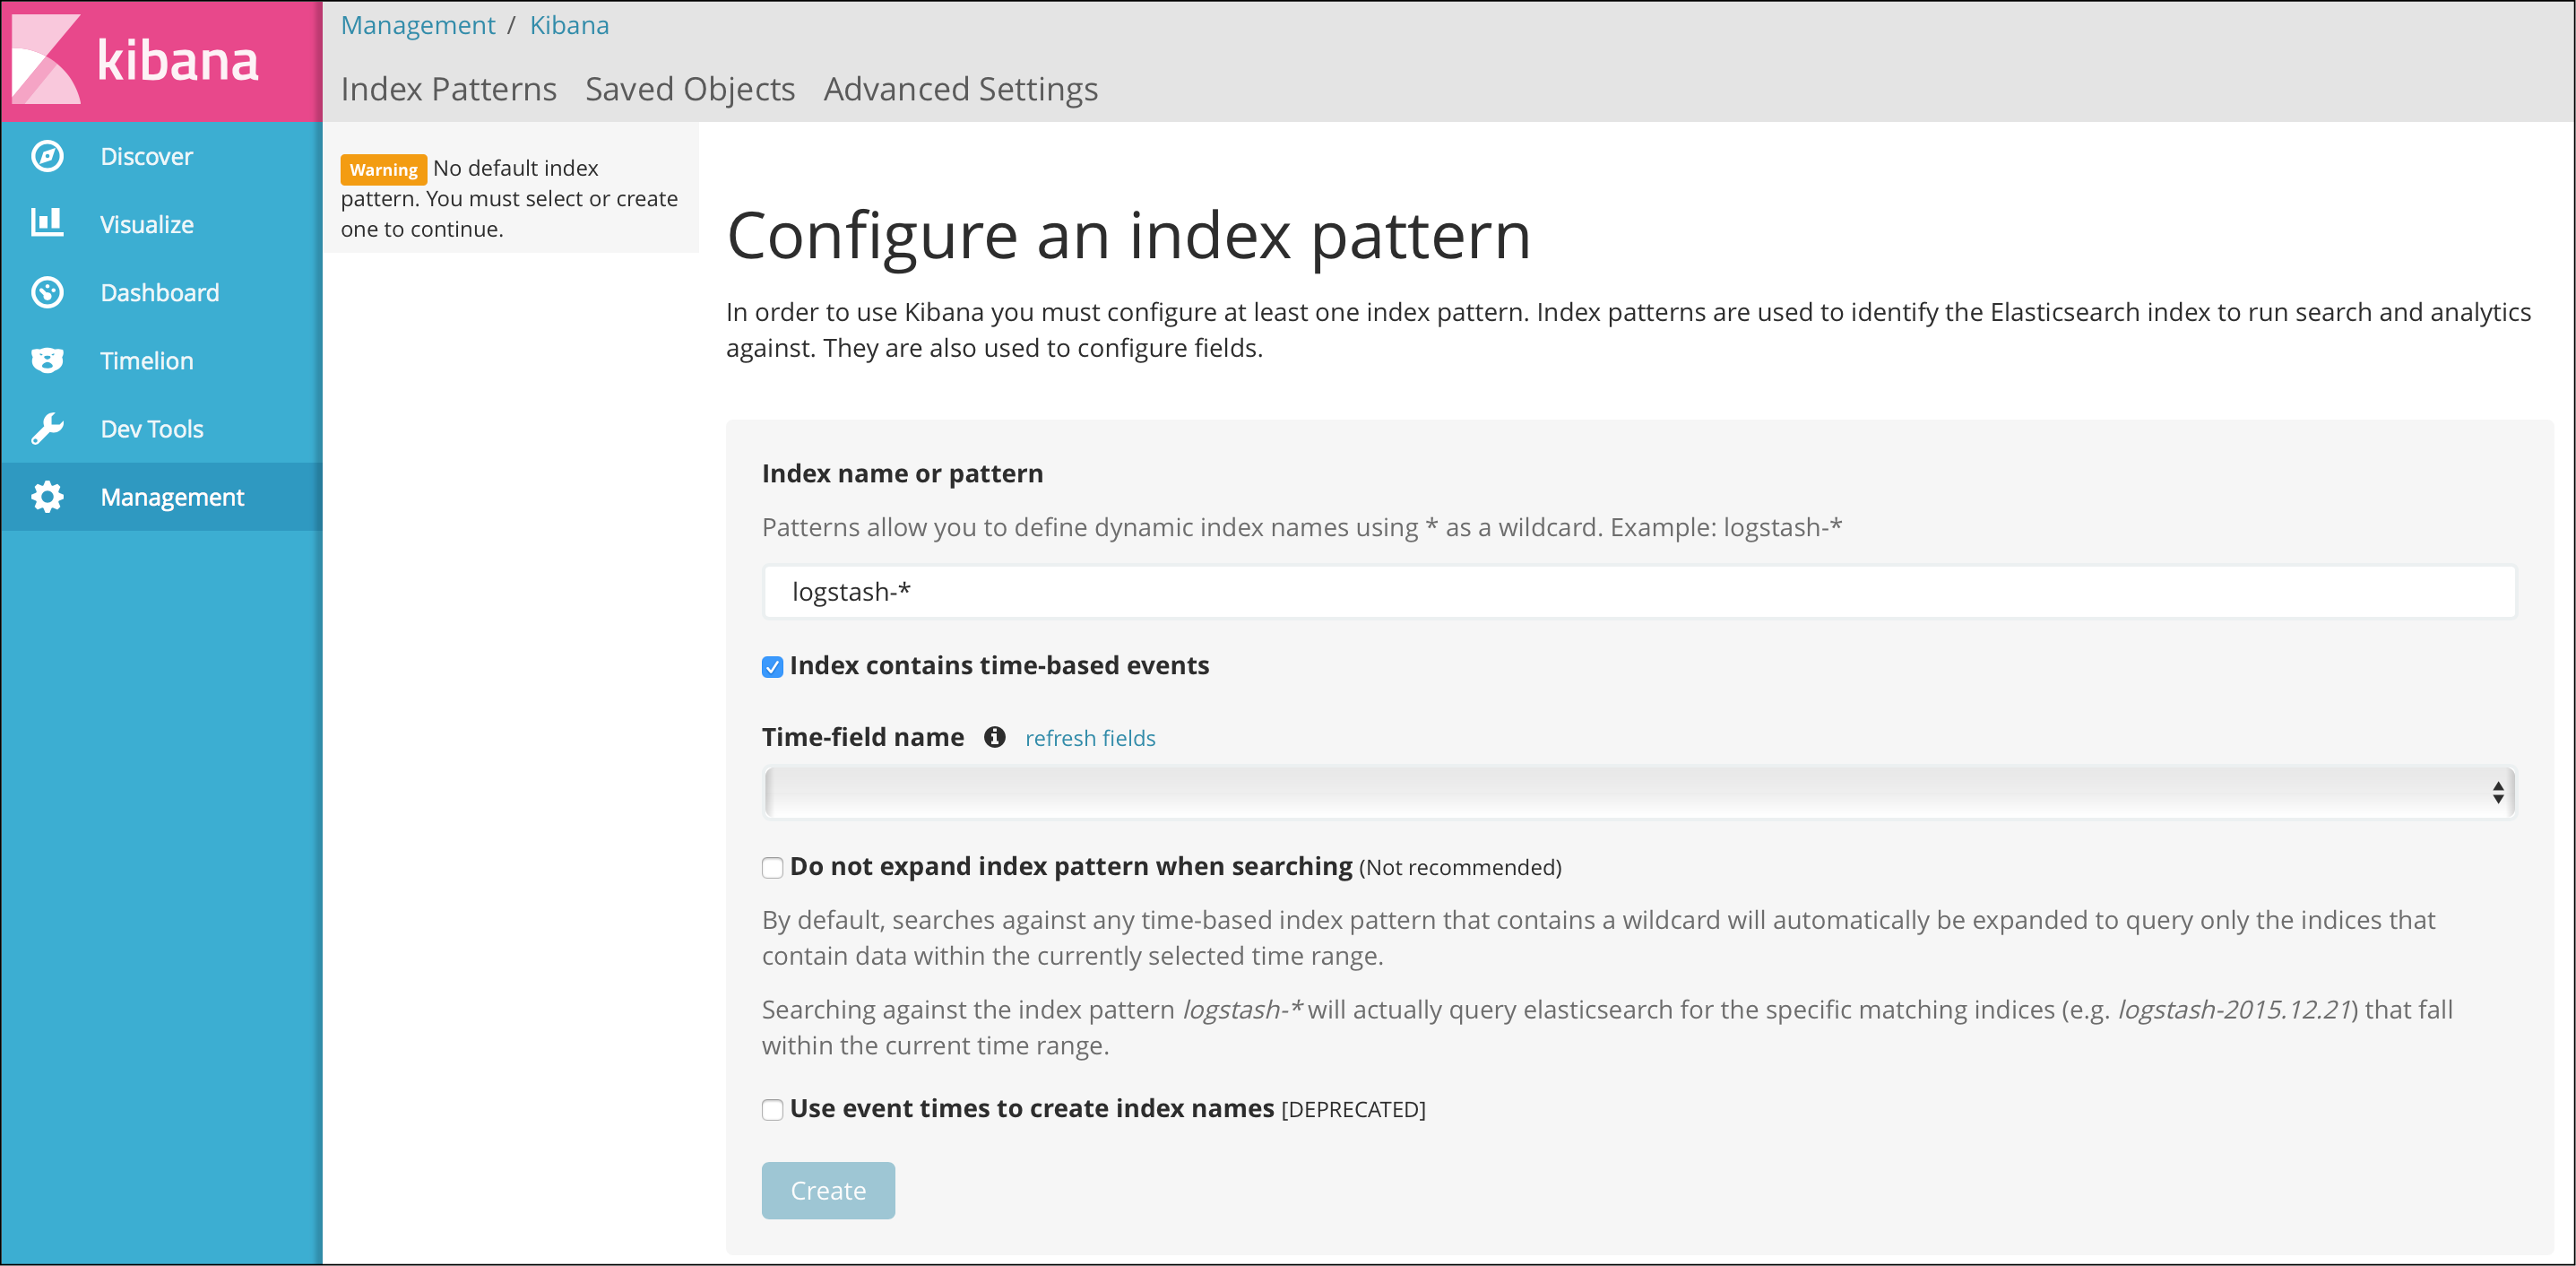 kibana
Management / Kibana
Index Patterns Saved Objects Advanced Settings
Discover
Visualize
Dashboard
Timelion
Dev Tools
Management
Warning No default index
pattern. You must select or create
one to continue.
Configure an index pattern
In order to use Kibana you must configure at least one index pattern. Index patterns are used to identify the Elasticsearch index to run search and analytics
against. They are also used to configure fields.
Index name or pattern
Patterns allow you to define dynamic index names using * as a wildcard. Example: logstash-*
logstash-*
Index contains time-based events
Time-field name refresh fields
Do not expand index pattern when searching (Not recommended)
By default, searches against any time-based index pattern that contains a wildcard will automatically be expanded to query only the indices that
contain data within the currently selected time range.
Searching against the index pattern logstash-* will actually query elasticsearch for the specific matching indices (e.g. logstash-2015.12.21) that fall
within the current time range.
Use event times to create index names [DEPRECATED]
Create